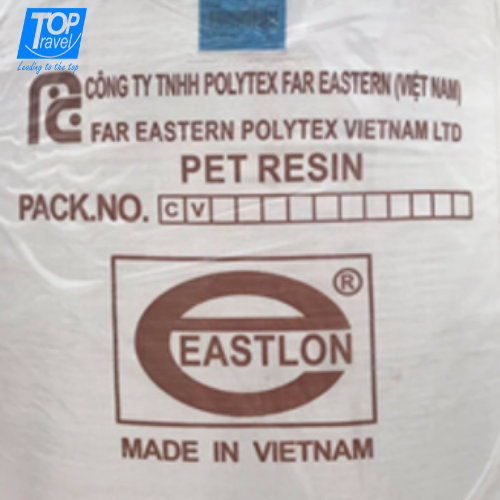 TOP
Travel
Leading to the top
CÔNG TY TNHH POLYTEX FAR EASTERN (VIỆT NAM)
FAR EASTERN POLYTEX VIETNAM LTD
PET RESIN
PACK.NO. CV
®
EASTLON
MADE IN VIETNAM